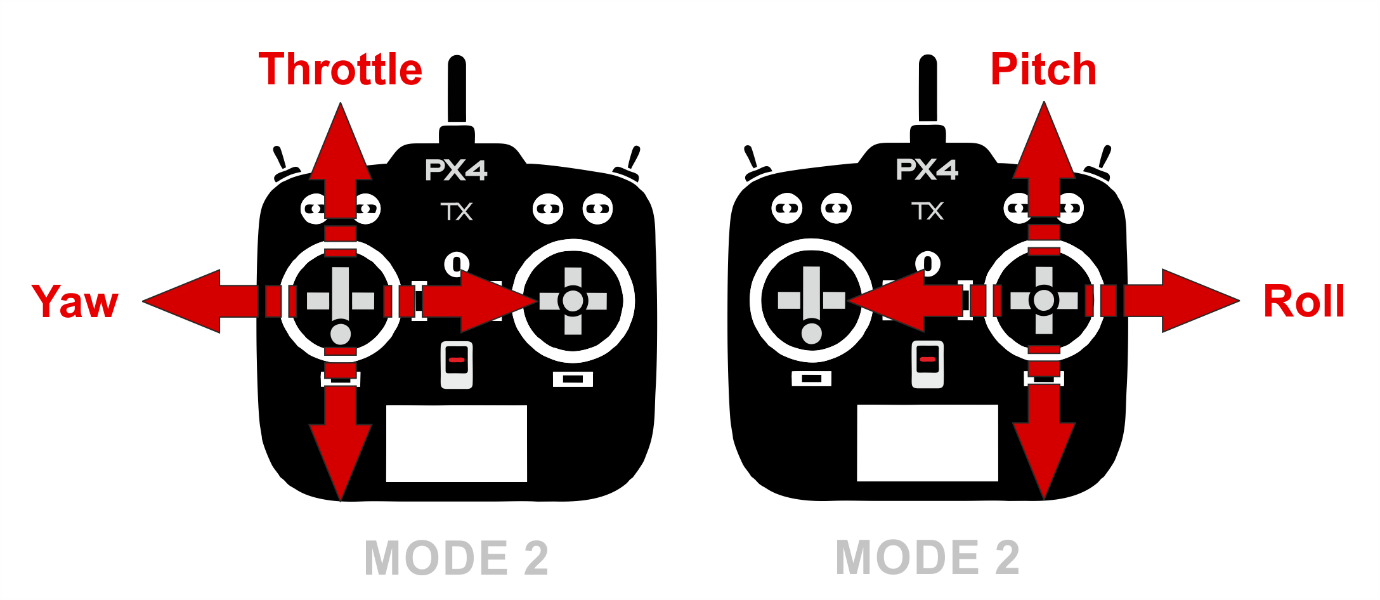 Throttle
Pitch
PX4
PX4
TX
TX
Yaw
Roll
MODE 2
MODE 2